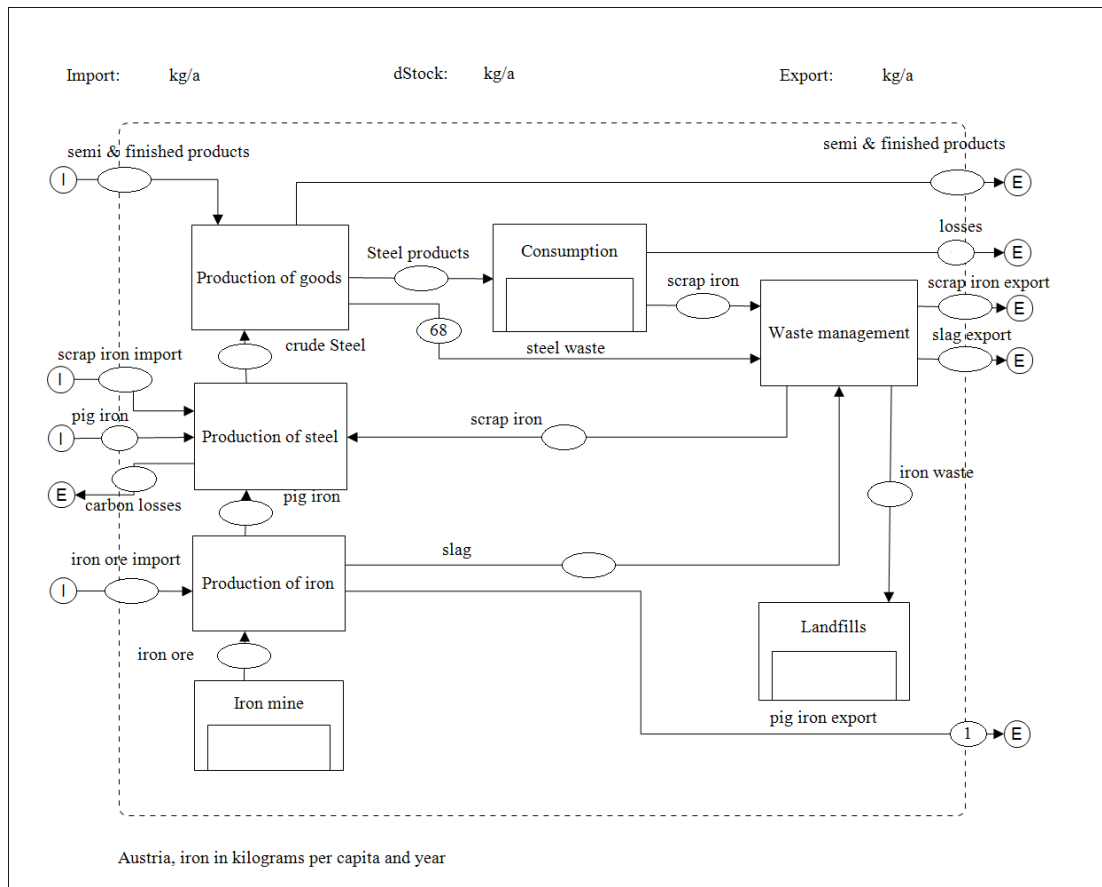 Import: kg/a dStock: kg/a Export: kg/a
semi & finished products
semi & finished products
I
E
losses
Steel products
Consumption
E
Production of goods
scrap iron
scrap iron export
E
68
Waste management
crude Steel
steel waste
slag export
E
scrap iron import
I
pig iron
scrap iron
I
Production of steel
iron waste
E
carbon losses
pig iron
slag
iron ore import
I
Production of iron
Landfills
iron ore
Iron mine
pig iron export
1
E
Austria, iron in kilograms per capita and year